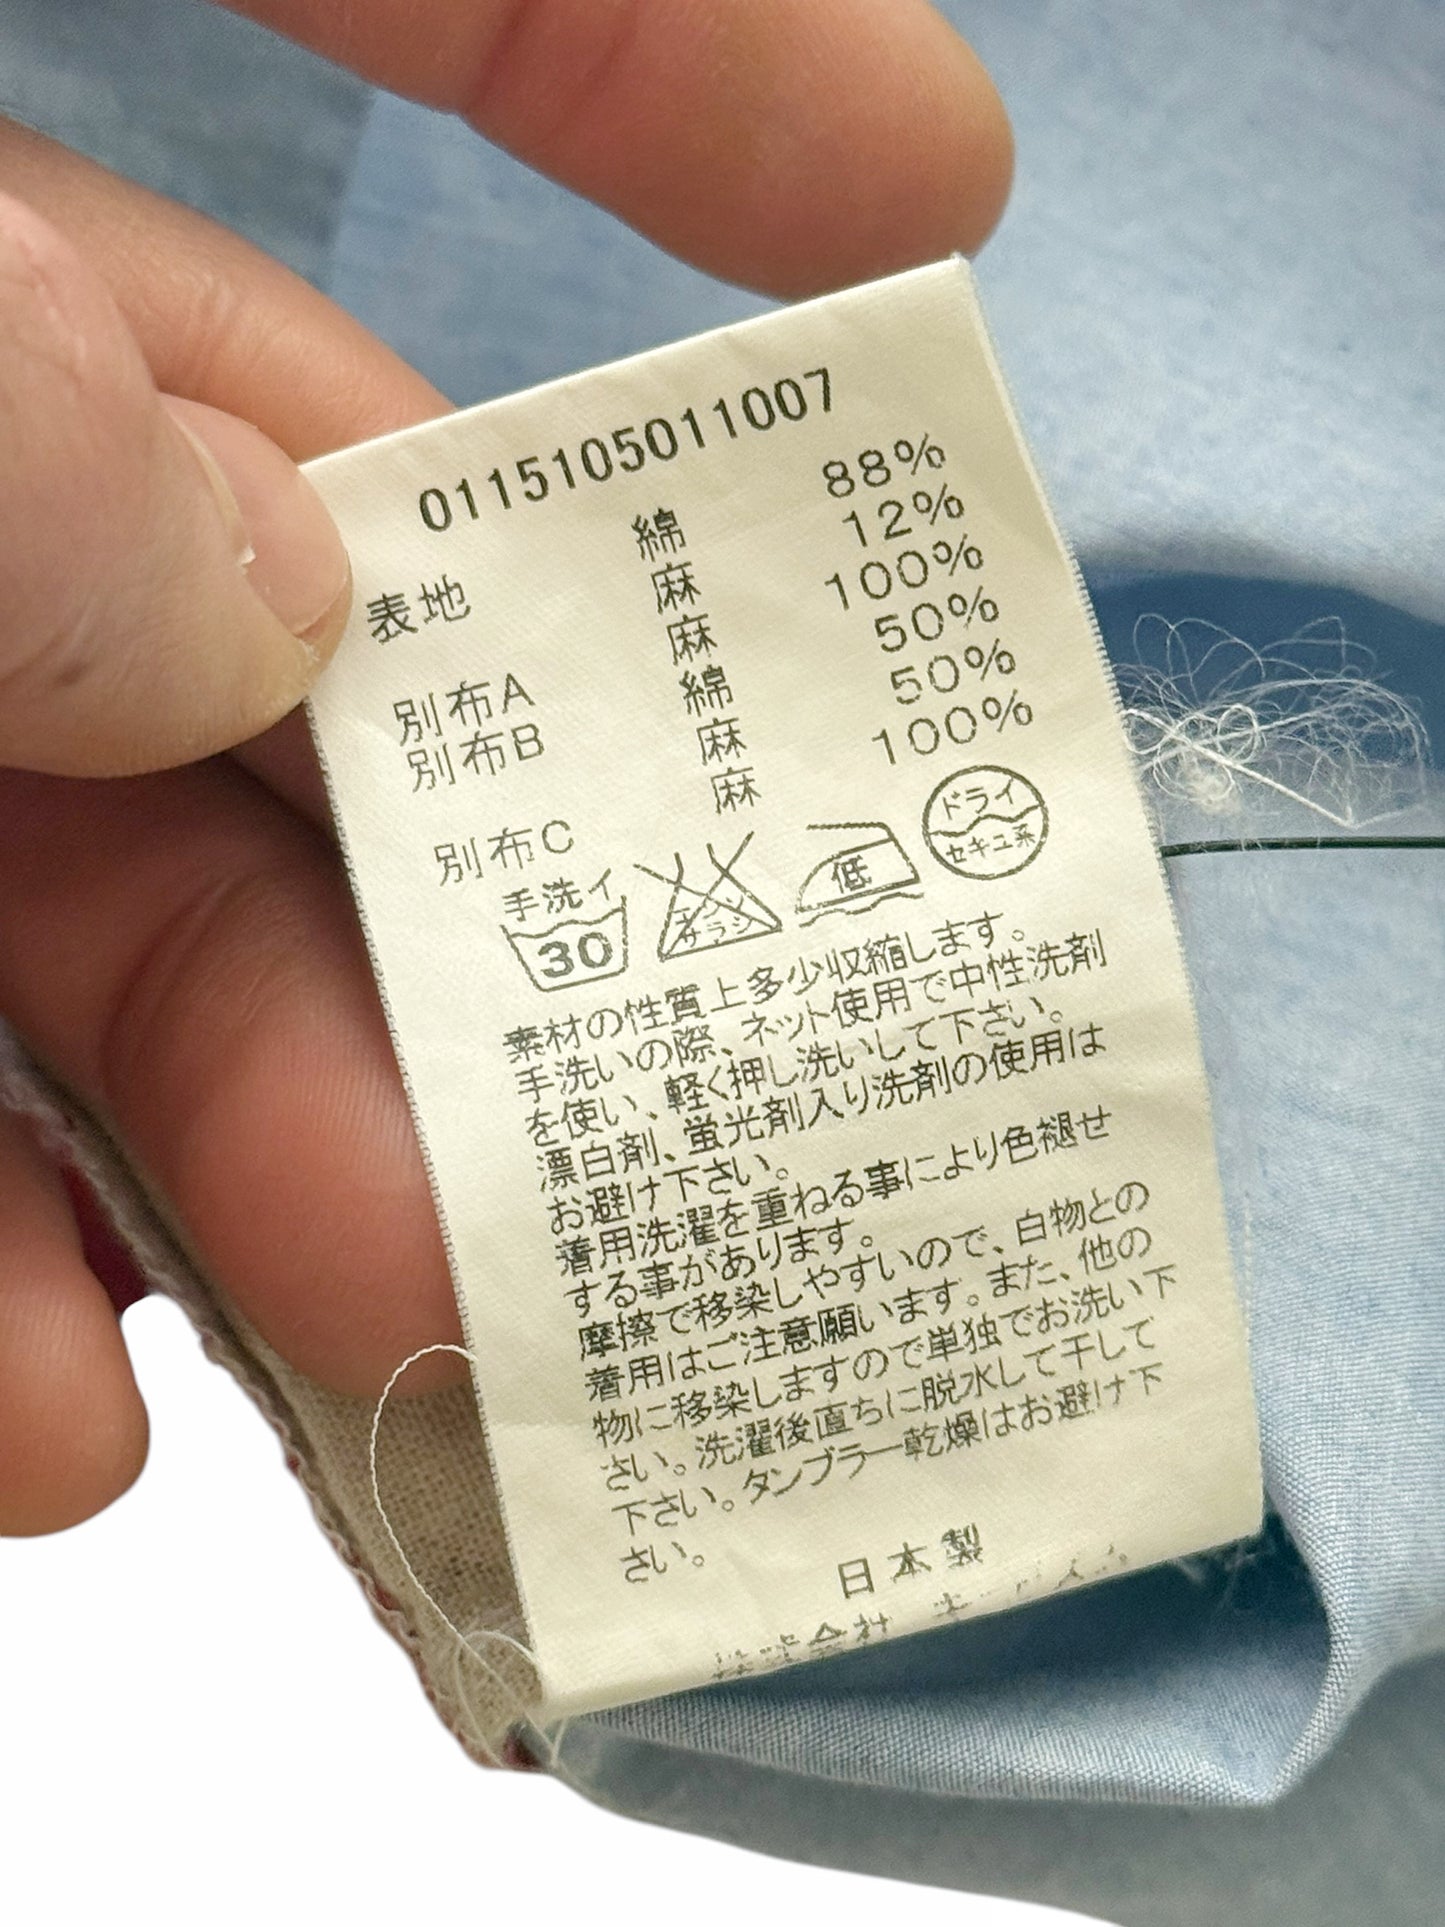 0115105011007
表地 綿 88%
麻 12%
別布A 麻 100%
別布B 綿 50%
麻 50%
別布C 麻 100%
手洗イ
30
エンソ
サラシ
低
ドライ
セキユ系
素材の性質上多少収縮します。
手洗いの際、ネット使用で中性洗剤
を使い、軽く押し洗いして下さい。
漂白剤、蛍光剤入り洗剤の使用は
お避け下さい。
着用洗濯を重ねる事により色褪せ
する事があります。
摩擦で移染しやすいので、白物との
着用はご注意願います。また、他の
物に移染しますので単独でお洗い下
さい。洗濯後直ちに脱水して干して
下さい。タンブラー乾燥はお避け下
さい。
日本製